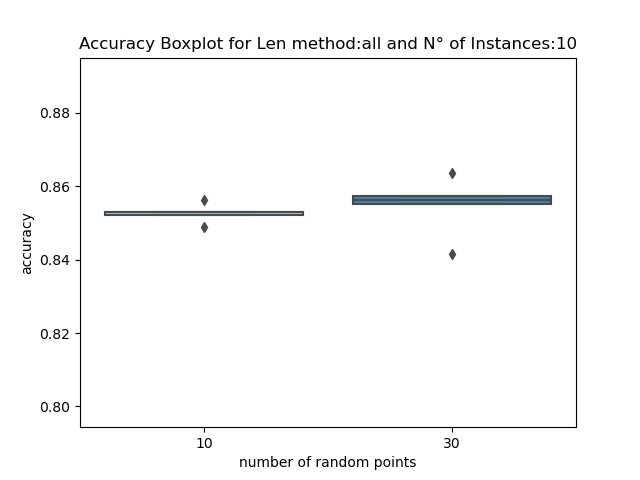 Accuracy Boxplot for Len method:all and N° of Instances:10
0.88
0.86
0.84
0.82
0.80
accuracy
10
30
number of random points